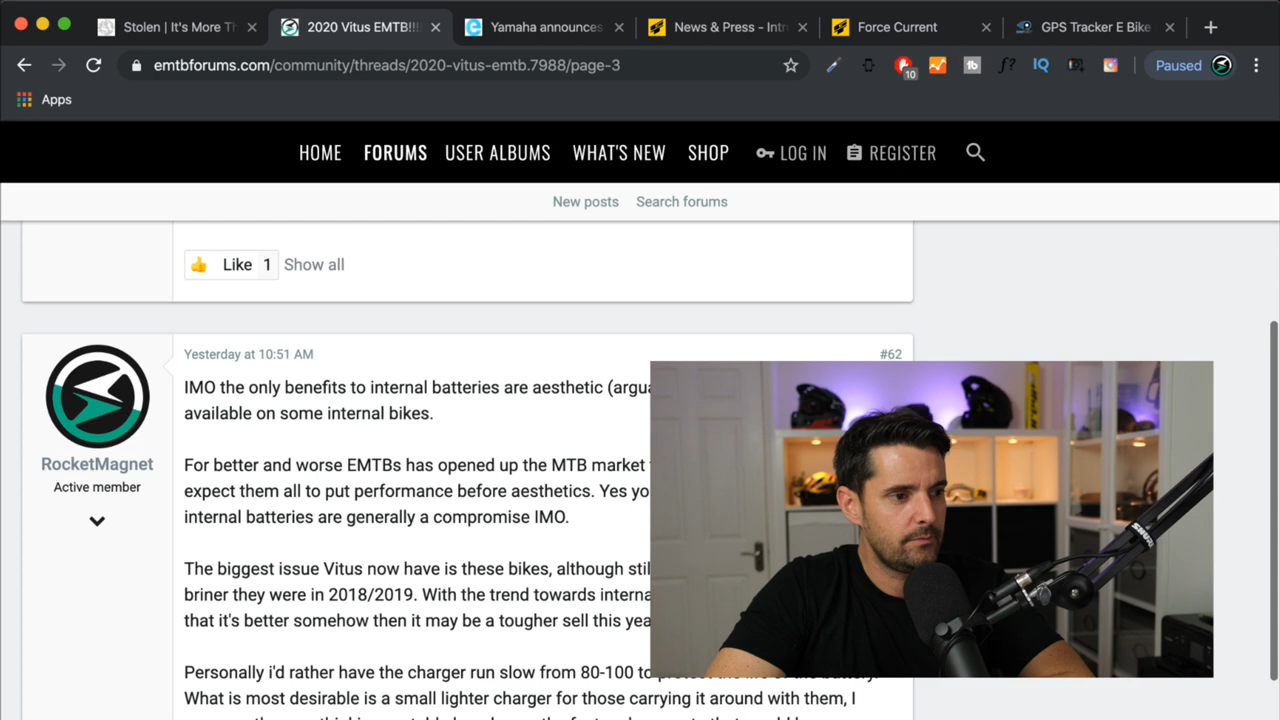 Stolen | It's More Th
2020 Vitus EMTB!!!
Yamaha announces
News & Press - Intr
Force Current
GPS Tracker E Bike
emtbforums.com/community/threads/2020-vitus-emtb.7988/page-3
10
f?
IQ
Paused
Apps
HOME FORUMS USER ALBUMS WHAT'S NEW SHOP LOG IN REGISTER
New posts Search forums
Like 1 Show all
Yesterday at 10:51 AM #62
RocketMagnet
Active member
IMO the only benefits to internal batteries are aesthetic
available on some internal bikes.
For better and worse EMTBs has opened up the MTB market
expect them all to put performance before aesthetics. Yes
internal batteries are generally a compromise IMO.
The biggest issue Vitus now have is these bikes, although
briner they were in 2018/2019. With the trend towards
that it's better somehow then it may be a tougher sell this
Personally i'd rather have the charger run slow from 80-100 to
What is most desirable is a small lighter charger for those carrying it around with them, I
SHURE